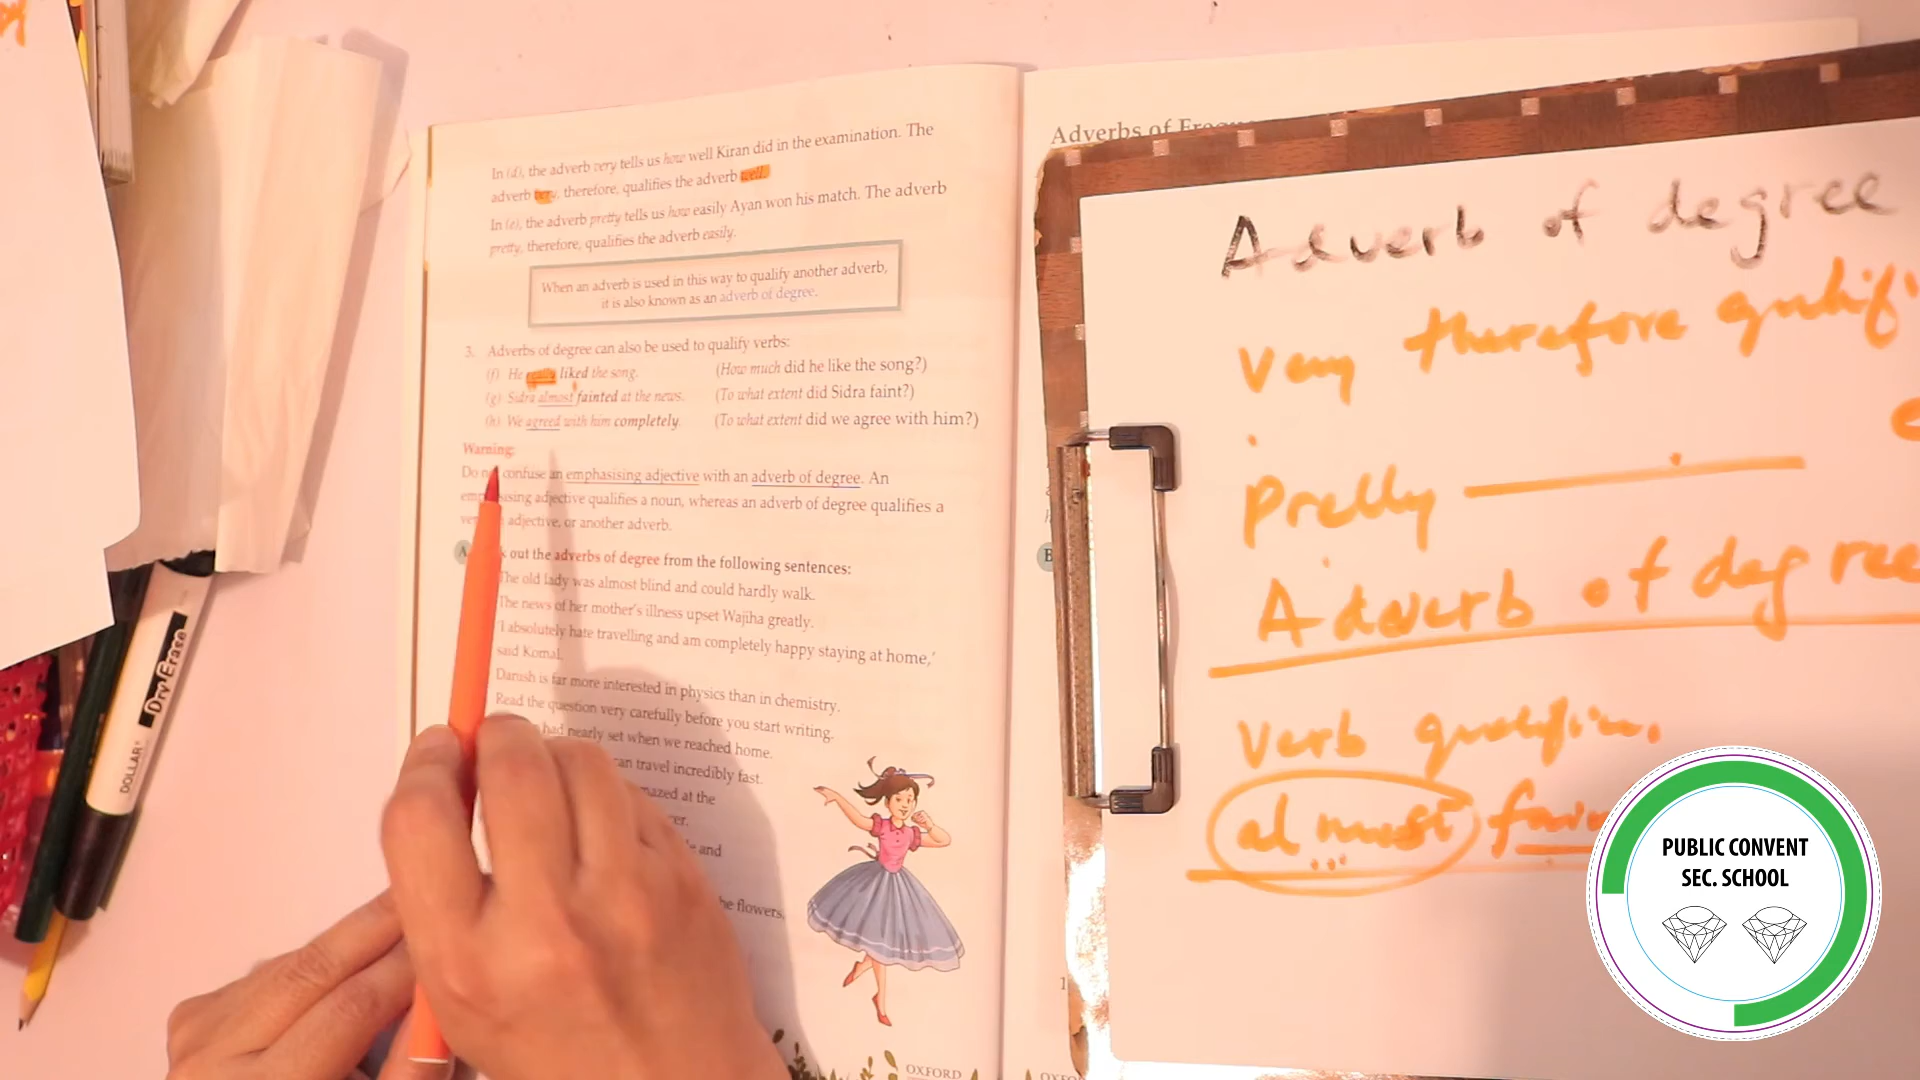 In (d), the adverb very tells us how well Kiran did in the examination. The
adverb very, therefore, qualifies the adverb well.
In (e), the adverb pretty tells us how easily Ayan won his match. The adverb
pretty, therefore, qualifies the adverb easily.
When an adverb is used in this way to qualify another adverb,
it is also known as an adverb of degree.
3. Adverbs of degree can also be used to qualify verbs:
(f) He really liked the song. (How much did he like the song?)
(g) Sidra almost fainted at the news. (To what extent did Sidra faint?)
(h) We agreed with him completely. (To what extent did we agree with him?)
Warning:
Do not confuse an emphasising adjective with an adverb of degree. An
emphasising adjective qualifies a noun, whereas an adverb of degree qualifies a
adjective, or another adverb.
A out the adverbs of degree from the following sentences:
The old lady was almost blind and could hardly walk.
The news of her mother's illness upset Wajiha greatly.
'I absolutely hate travelling and am completely happy staying at home,'
said Komal.
Danish is far more interested in physics than in chemistry.
Read the question very carefully before you start writing.
had nearly set when we reached home.
can travel incredibly fast.
at the
and
flowers.
OXFORD
Adverbs of
B
Adverb of degree
Very therefore
Pretty
Adverb of degree
Verb
almost
DOLLAR
Dry Erase
PUBLIC CONVENT
SEC. SCHOOL